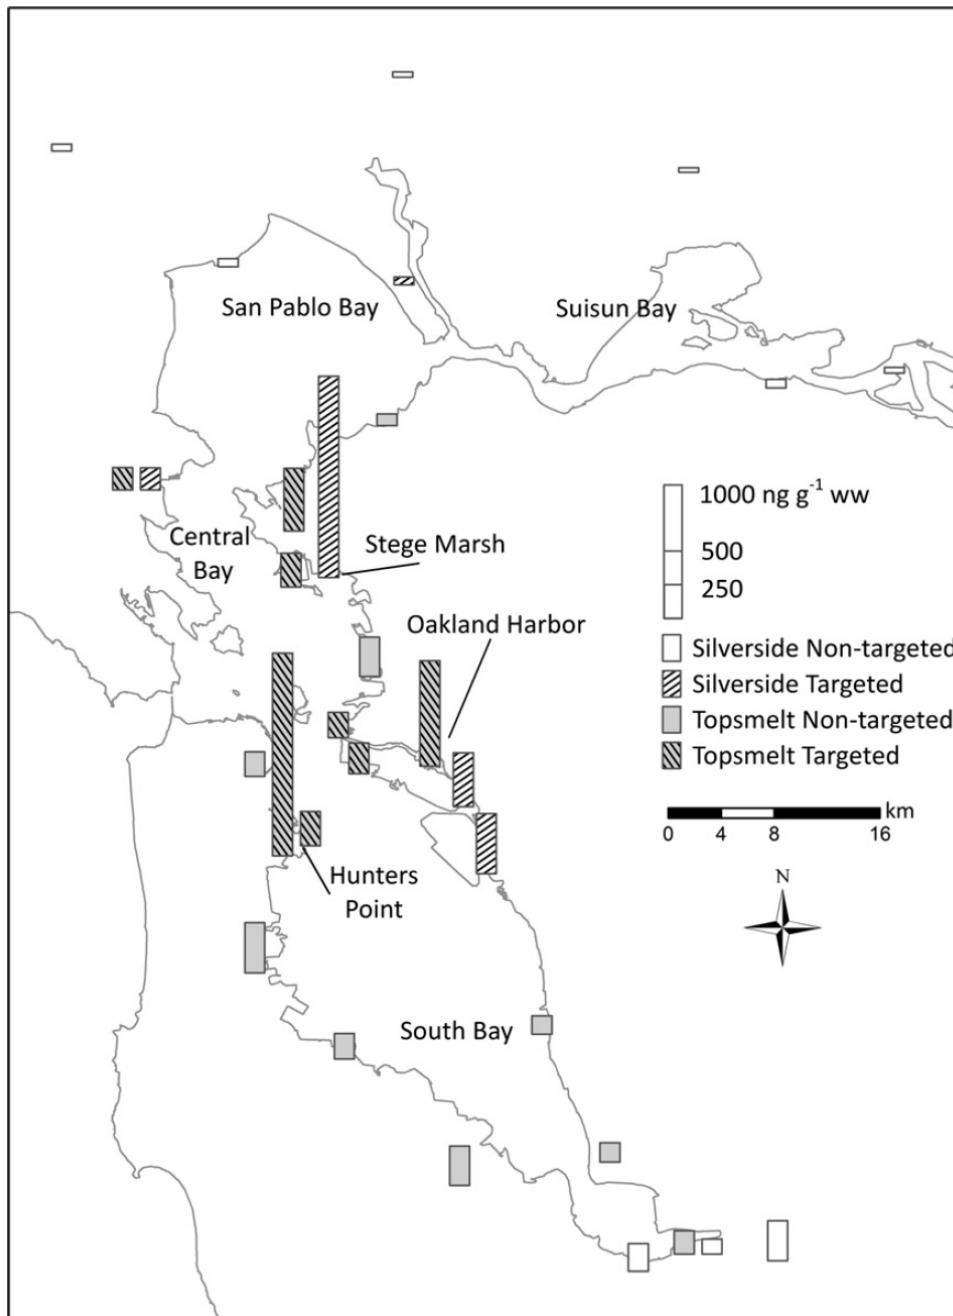 San Pablo Bay
Suisun Bay
1000 ng g⁻¹ ww
500
250
Central
Bay
Stege Marsh
Oakland Harbor
Silverside Non-targeted
Silverside Targeted
Topsmelt Non-targeted
Topsmelt Targeted
km
0 4 8 16
Hunters
Point
N
South Bay